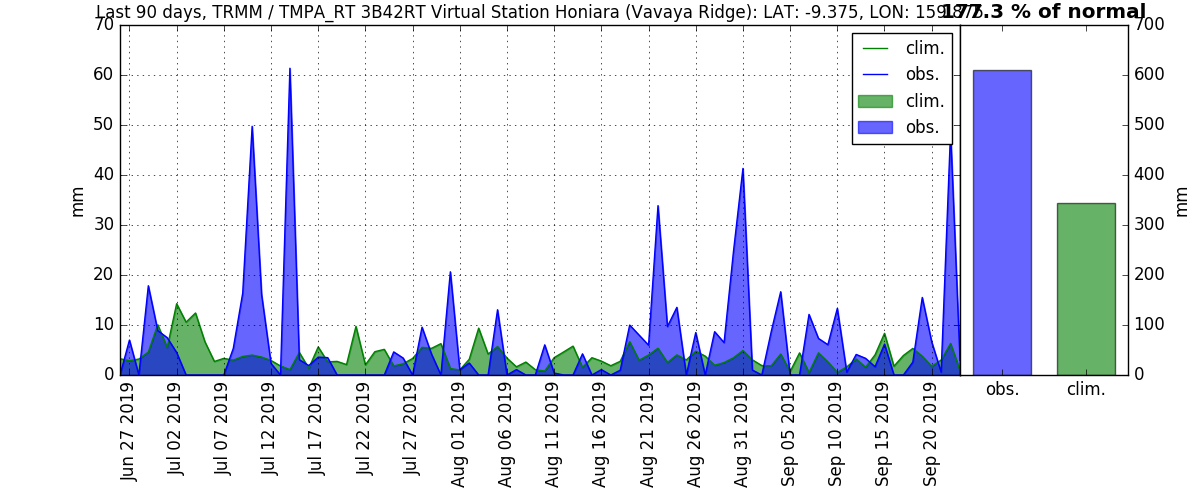 Last 90 days, TRMM / TMPA_RT 3B42RT Virtual Station Honiara (Vavaya Ridge): LAT: -9.375, LON: 159.875
177.3 % of normal
70
60
50
40
30
20
10
0
mm
clim.
obs.
clim.
obs.
700
600
500
400
300
200
100
0
mm
Jun 27 2019
Jul 02 2019
Jul 07 2019
Jul 12 2019
Jul 17 2019
Jul 22 2019
Jul 27 2019
Aug 01 2019
Aug 06 2019
Aug 11 2019
Aug 16 2019
Aug 21 2019
Aug 26 2019
Aug 31 2019
Sep 05 2019
Sep 10 2019
Sep 15 2019
Sep 20 2019
obs.
clim.